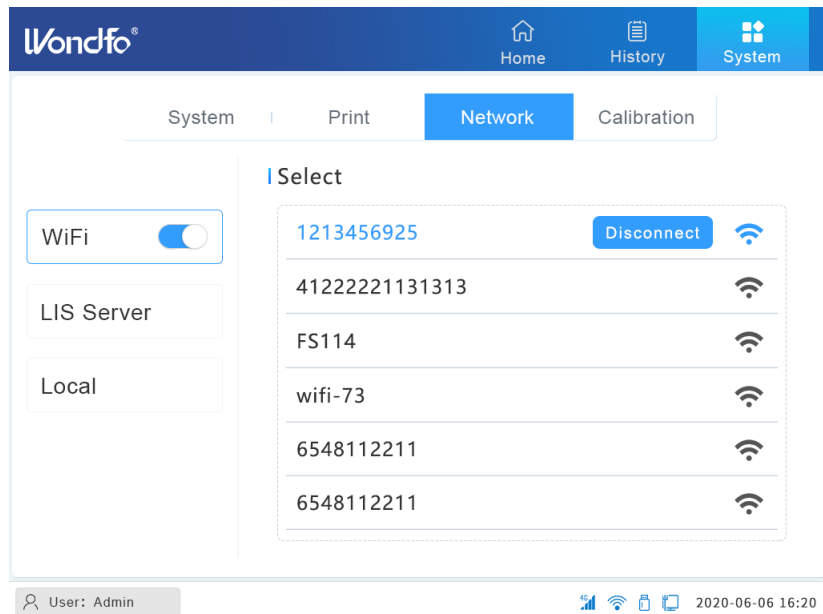 Wondfo®
Home
History
System
System
Print
Network
Calibration
Select
WiFi
LIS Server
Local
1213456925
Disconnect
41222221131313
FS114
wifi-73
6548112211
6548112211
User: Admin
4G
2020-06-06 16:20